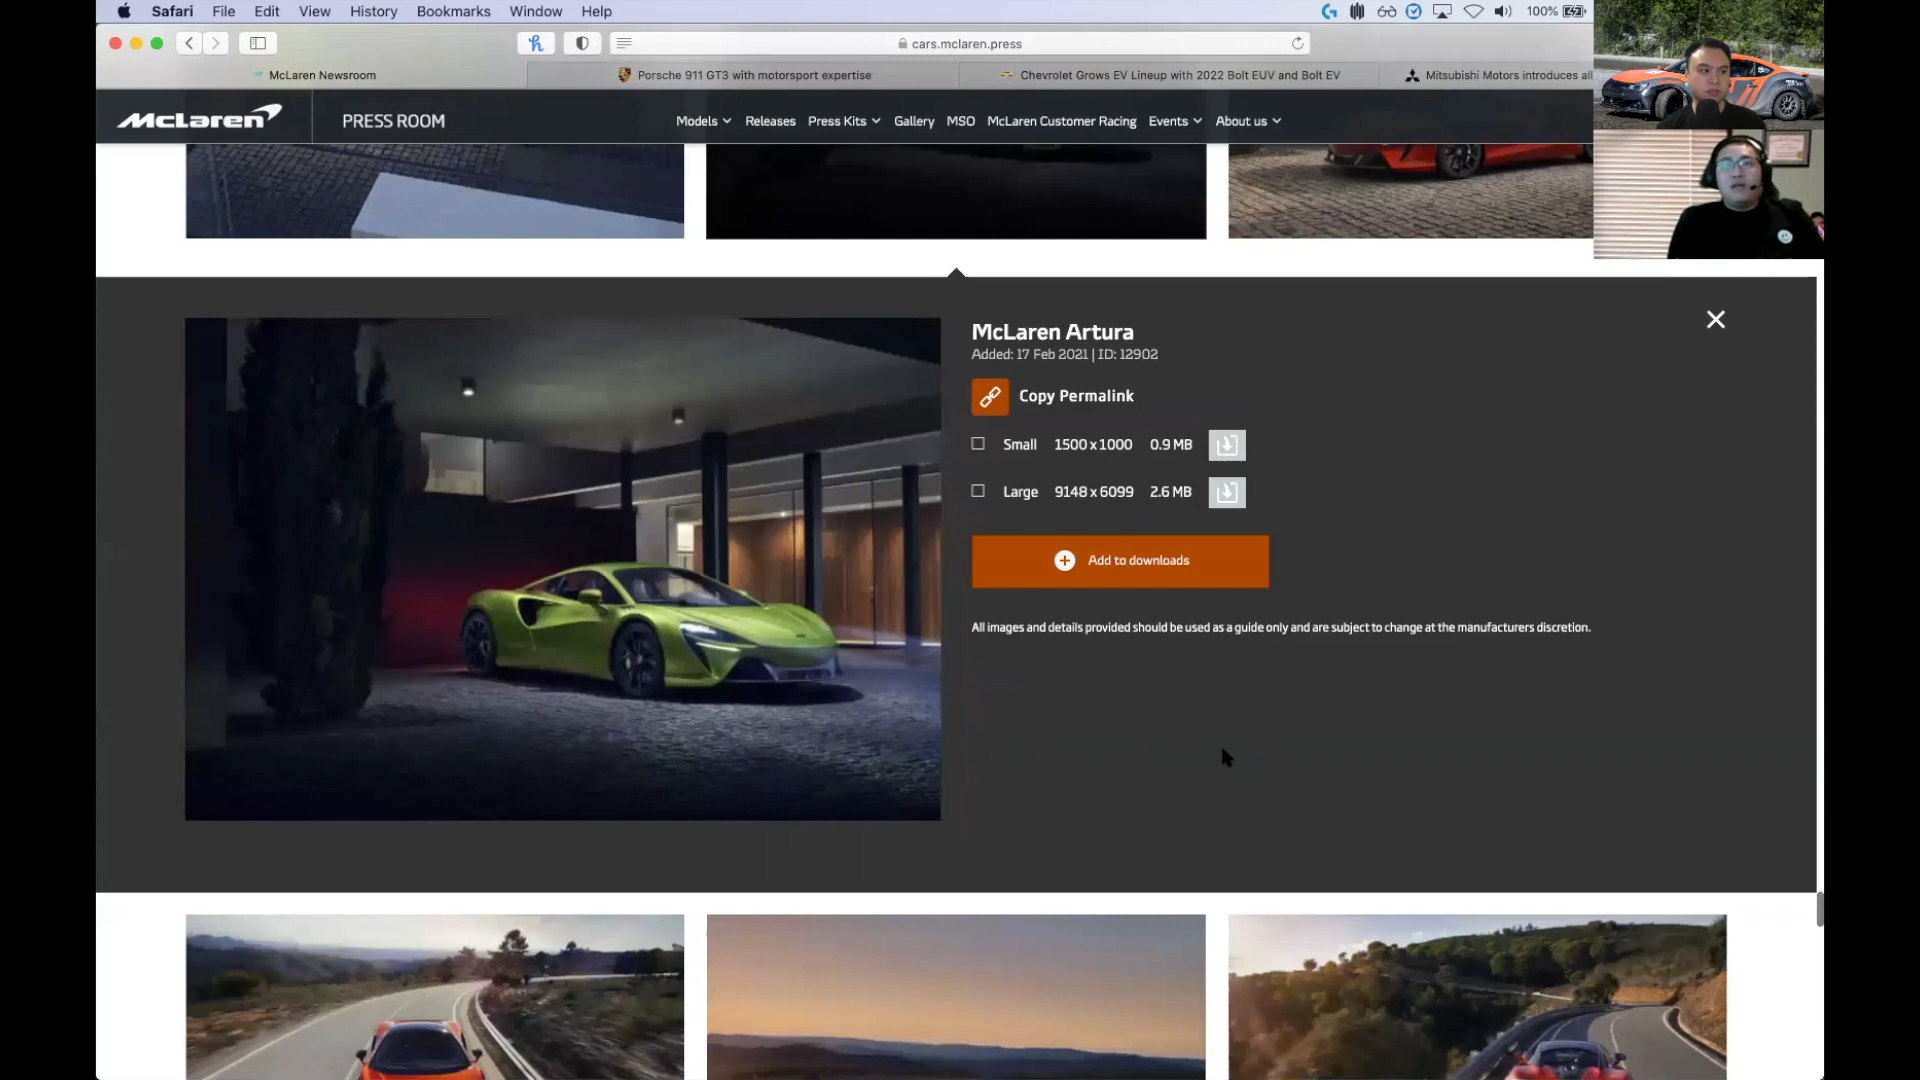 Safari File Edit View History Bookmarks Window Help 100%
cars.mclaren.press
McLaren Newsroom
Porsche 911 GT3 with motorsport expertise
Chevrolet Grows EV Lineup with 2022 Bolt EUV and Bolt EV
Mitsubishi Motors introduces all
McLaren PRESS ROOM Models Releases Press Kits Gallery MSO McLaren Customer Racing Events About us
McLaren Artura
Added: 17 Feb 2021 | ID: 12902
Copy Permalink
Small 1500 x 1000 0.9 MB
Large 9148 x 6099 2.6 MB
Add to downloads
All images and details provided should be used as a guide only and are subject to change at the manufacturers discretion.